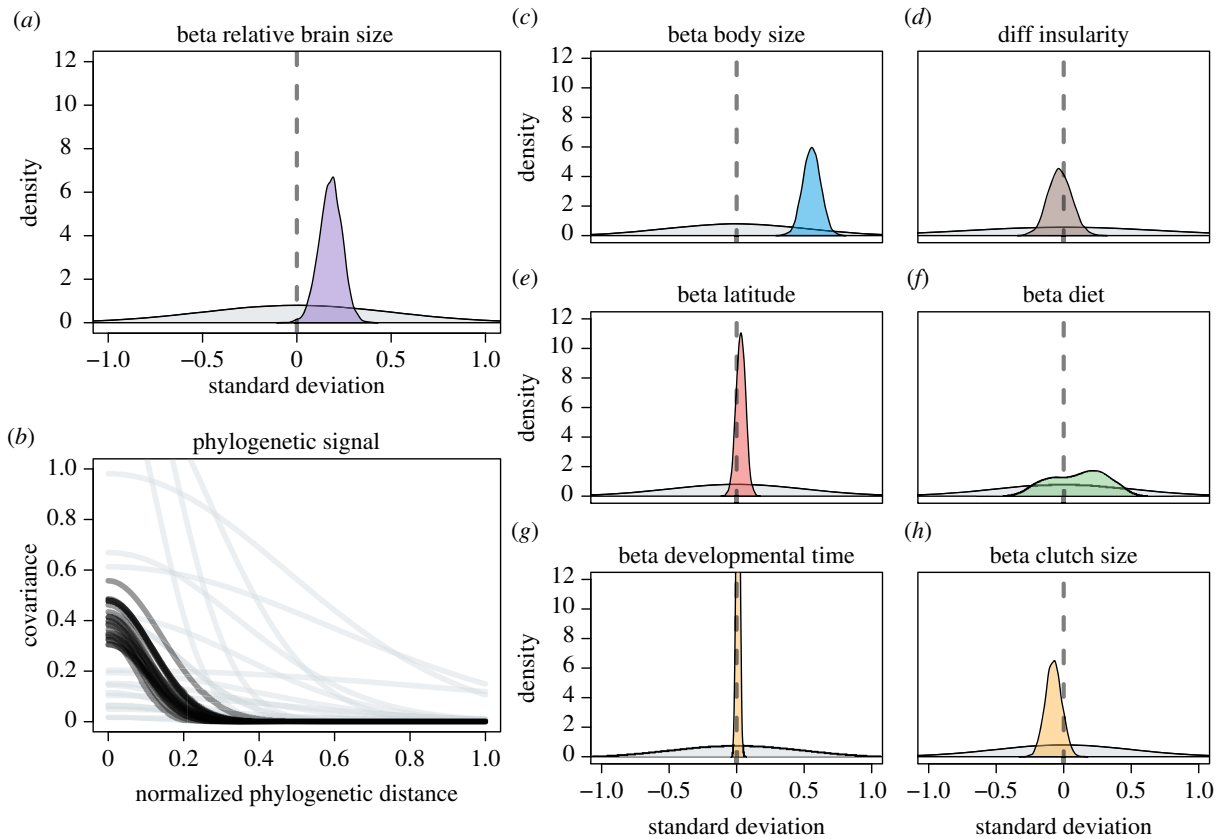 (a)
beta relative brain size
12
10
8
6
4
2
0
density
−1.0 −0.5 0 0.5 1.0
standard deviation
(b)
phylogenetic signal
1.0
0.8
0.6
0.4
0.2
0
covariance
0 0.2 0.4 0.6 0.8 1.0
normalized phylogenetic distance
(c)
beta body size
12
10
8
6
4
2
0
density
(d)
diff insularity
(e)
beta latitude
12
10
8
6
4
2
0
density
(f)
beta diet
(g)
beta developmental time
12
10
8
6
4
2
0
density
−1.0 −0.5 0 0.5 1.0
standard deviation
(h)
beta clutch size
−1.0 −0.5 0 0.5 1.0
standard deviation